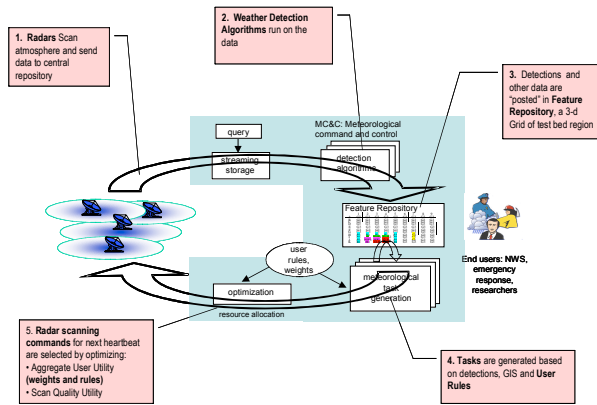 1. Radars Scan
atmosphere and send
data to central
repository
2. Weather Detection
Algorithms run on the
data
3. Detections and
other data are
“posted” in Feature
Repository, a 3-d
Grid of test bed region
MC&C: Meteorological
command and control
query
streaming
storage
detection
algorithms
Feature Repository
End users: NWS,
emergency
response,
researchers
user
rules,
weights
optimization
meteorological
task
generation
resource allocation
5. Radar scanning
commands for next heartbeat
are selected by optimizing:
• Aggregate User Utility
(weights and rules)
• Scan Quality Utility
4. Tasks are generated based
on detections, GIS and User
Rules